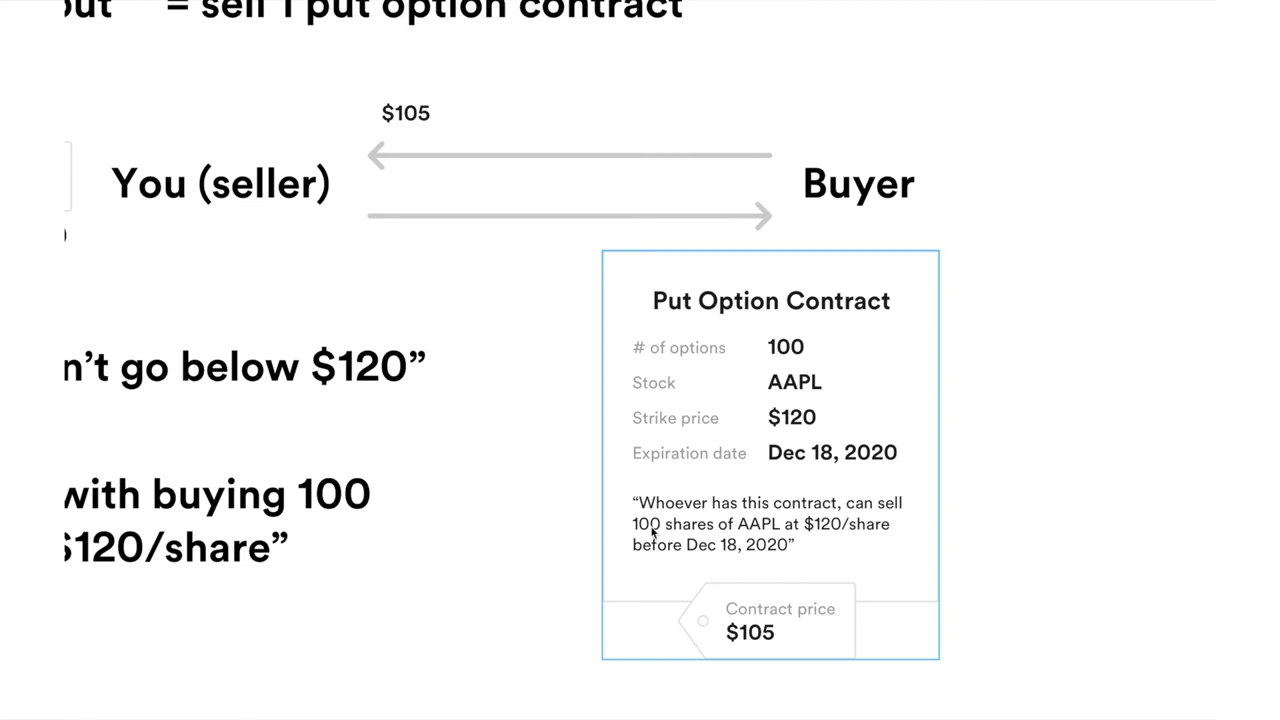 = sell 1 put option contract
$105
You (seller)
Buyer
Put Option Contract
# of options 100
Stock AAPL
Strike price $120
Expiration date Dec 18, 2020
“Whoever has this contract, can sell
100 shares of AAPL at $120/share
before Dec 18, 2020”
Contract price
$105
n’t go below $120”
with buying 100
$120/share”